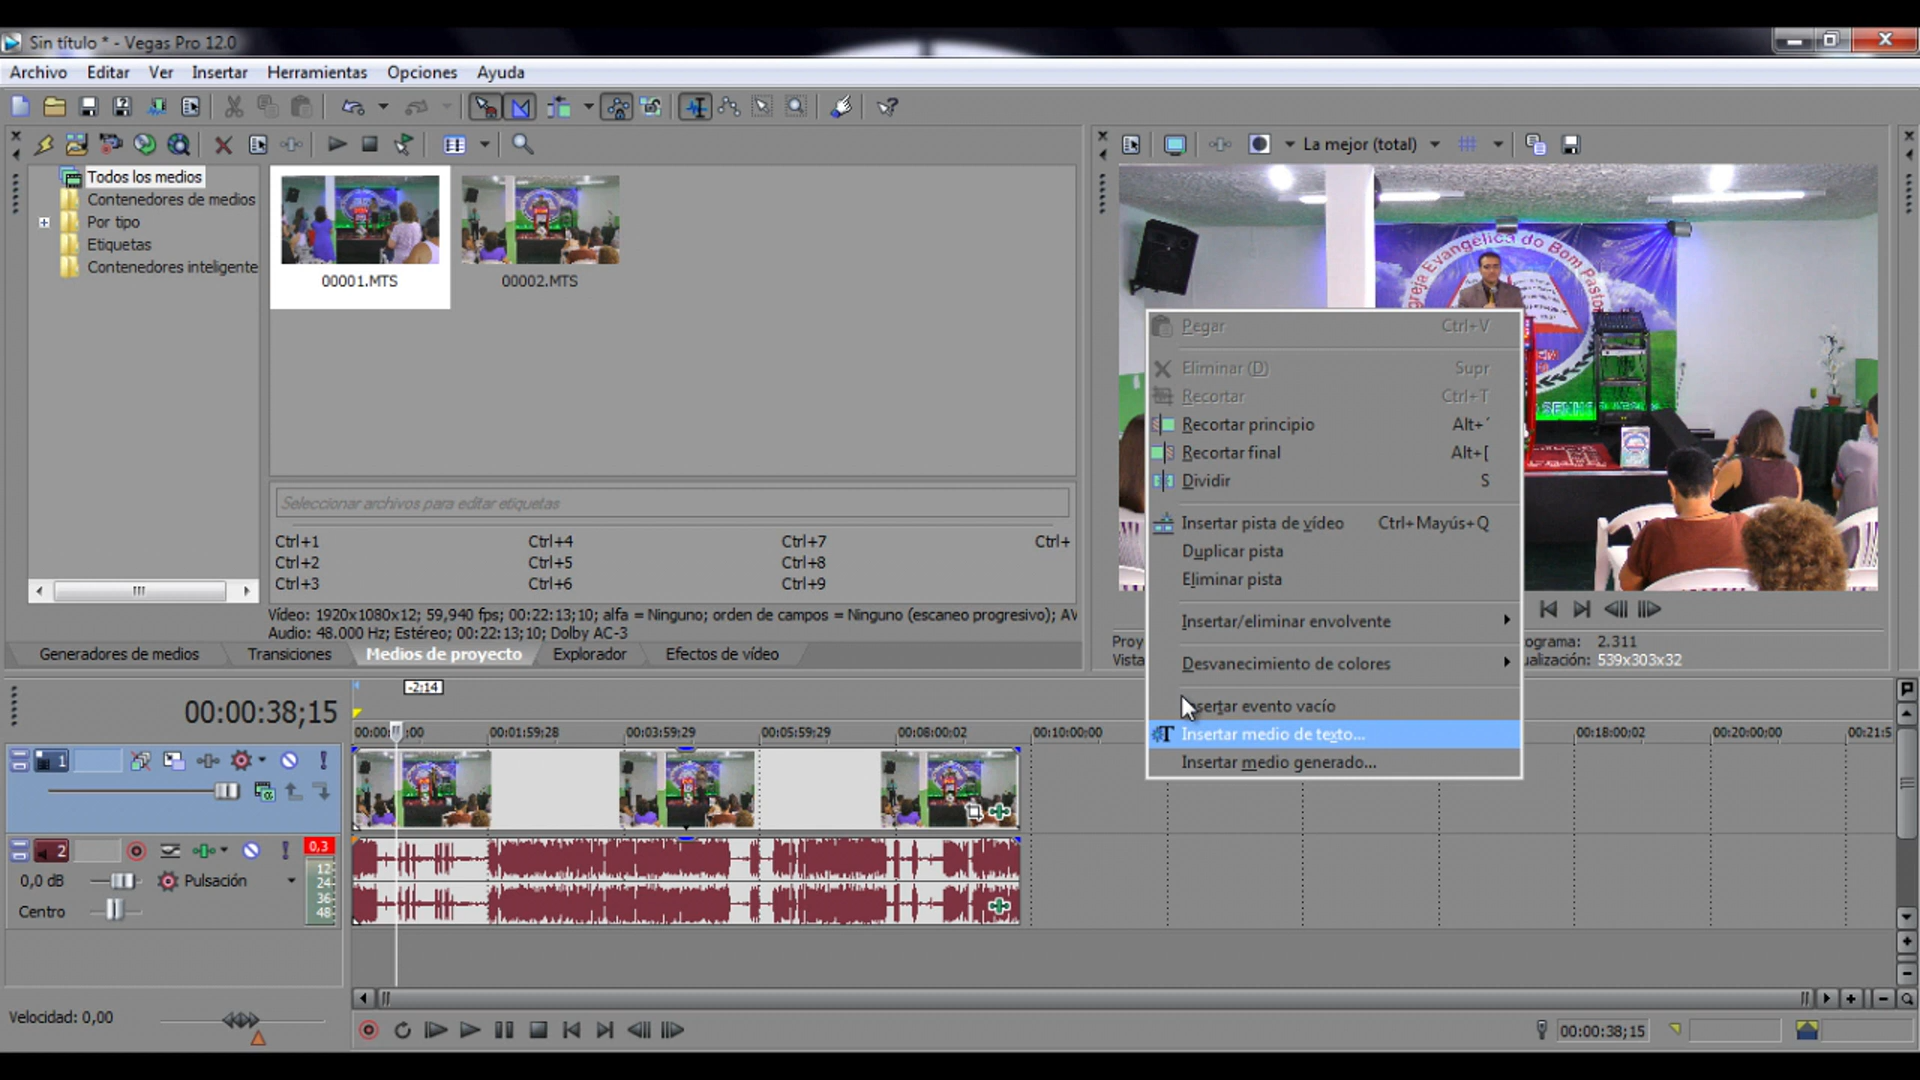 Sin título * - Vegas Pro 12.0
Archivo Editar Ver Insertar Herramientas Opciones Ayuda
Todos los medios
Contenedores de medios
Por tipo
Etiquetas
Contenedores inteligente
00001.MTS
00002.MTS
La mejor (total)
Igreja Evangélica do Bom Pastor
Seleccionar archivos para editar etiquetas
Ctrl+1 Ctrl+4 Ctrl+7 Ctrl+
Ctrl+2 Ctrl+5 Ctrl+8
Ctrl+3 Ctrl+6 Ctrl+9
Vídeo: 1920x1080x12; 59,940 fps; 00:22:13;10; alfa = Ninguno; orden de campos = Ninguno (escaneo progresivo); AV
Audio: 48.000 Hz; Estéreo; 00:22:13;10; Dolby AC-3
Generadores de medios Transiciones Medios de proyecto Explorador Efectos de vídeo
Pegar Ctrl+V
Eliminar (D) Supr
Recortar Ctrl+T
Recortar principio Alt+´
Recortar final Alt+[
Dividir S
Insertar pista de vídeo Ctrl+Mayús+Q
Duplicar pista
Eliminar pista
Insertar/eliminar envolvente
Desvanecimiento de colores
sertar evento vacío
Insertar medio de texto...
Insertar medio generado...
Proy ograma: 2.311
Vista ualización: 539x303x32
-2:14
00:00:38;15
00:00: ;00 00:01:59;28 00:03:59;29 00:05:59;29 00:08:00;02 00:10:00;00 00:18:00;02 00:20:00;00 00:21:5
1
2
0,3
12
24
36
48
0,0 dB
Pulsación
Centro
Velocidad: 0,00
00:00:38;15